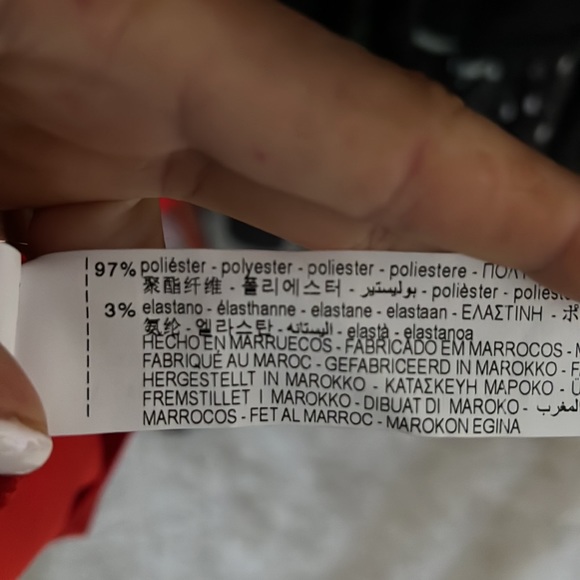 97% poliéster - polyester - poliester - poliestere - ΠΟΛΥ
聚酯纤维 - 폴리에스터 - بوليستير - polièster -
3% elastano - élasthanne - elastane - elastaan - ΕΛΑΣΤΙΝΗ - ポ
氨纶 - 엘라스탄 - اليستانه - elastà - elastanoa
HECHO EN MARRUECOS - FABRICADO EM MARROCOS -
FABRIQUÉ AU MAROC - GEFABRICEERD IN MAROKKO -
HERGESTELLT IN MAROKKO - ΚΑΤΑΣΚΕΥΗ ΜΑΡΟΚΟ -
FREMSTILLET I MAROKKO - DIBUAT DI MAROKO - المغرب
MARROCOS - FET AL MARROC - MAROKON EGINA